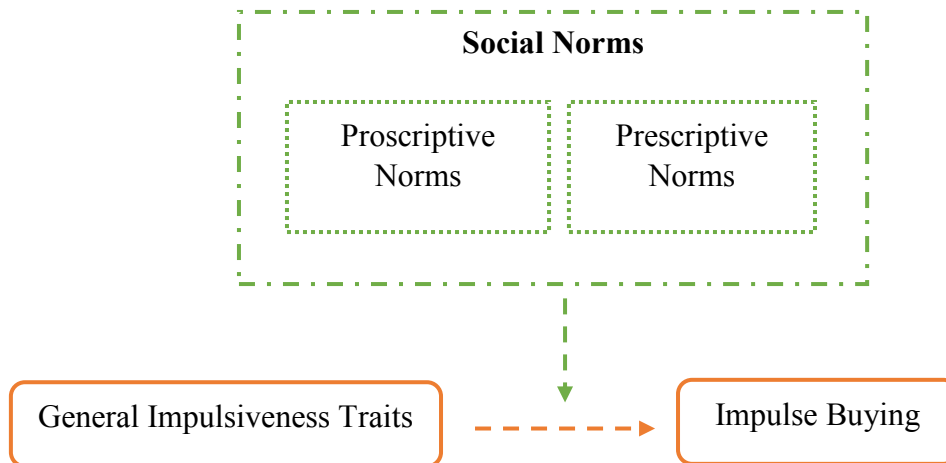 Social Norms
Proscriptive
Norms
Prescriptive
Norms
General Impulsiveness Traits
Impulse Buying